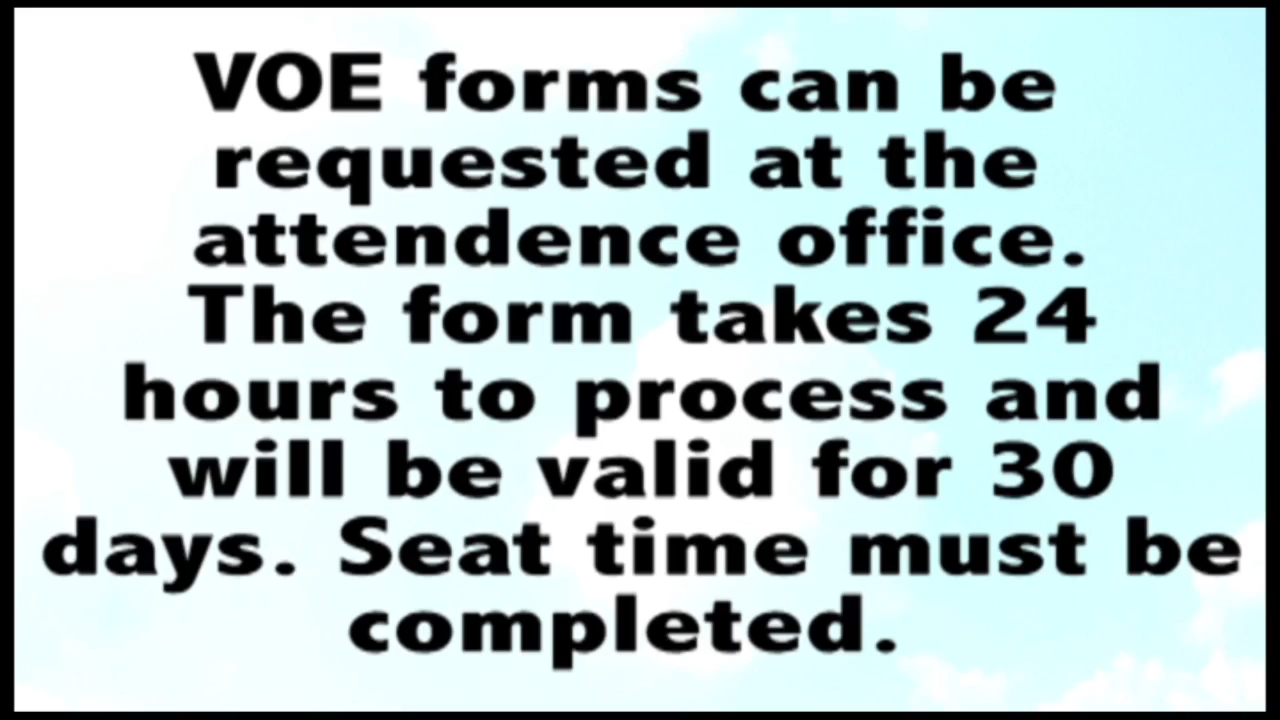 VOE forms can be
requested at the
attendence office.
The form takes 24
hours to process and
will be valid for 30
days. Seat time must be
completed.